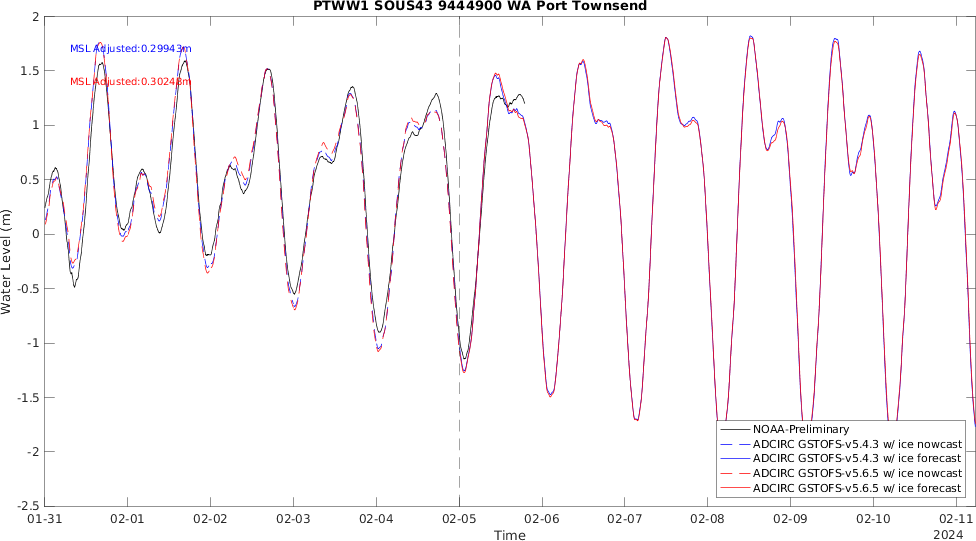 PTWW1 SOUS43 9444900 WA Port Townsend
MSL Adjusted:0.29943m
MSL Adjusted:0.30248m
2
1.5
1
0.5
0
-0.5
-1
-1.5
-2
-2.5
Water Level (m)
NOAA-Preliminary
ADCIRC GSTOFS-v5.4.3 w/ ice nowcast
ADCIRC GSTOFS-v5.4.3 w/ ice forecast
ADCIRC GSTOFS-v5.6.5 w/ ice nowcast
ADCIRC GSTOFS-v5.6.5 w/ ice forecast
01-31 02-01 02-02 02-03 02-04 02-05 02-06 02-07 02-08 02-09 02-10 02-11
Time
2024